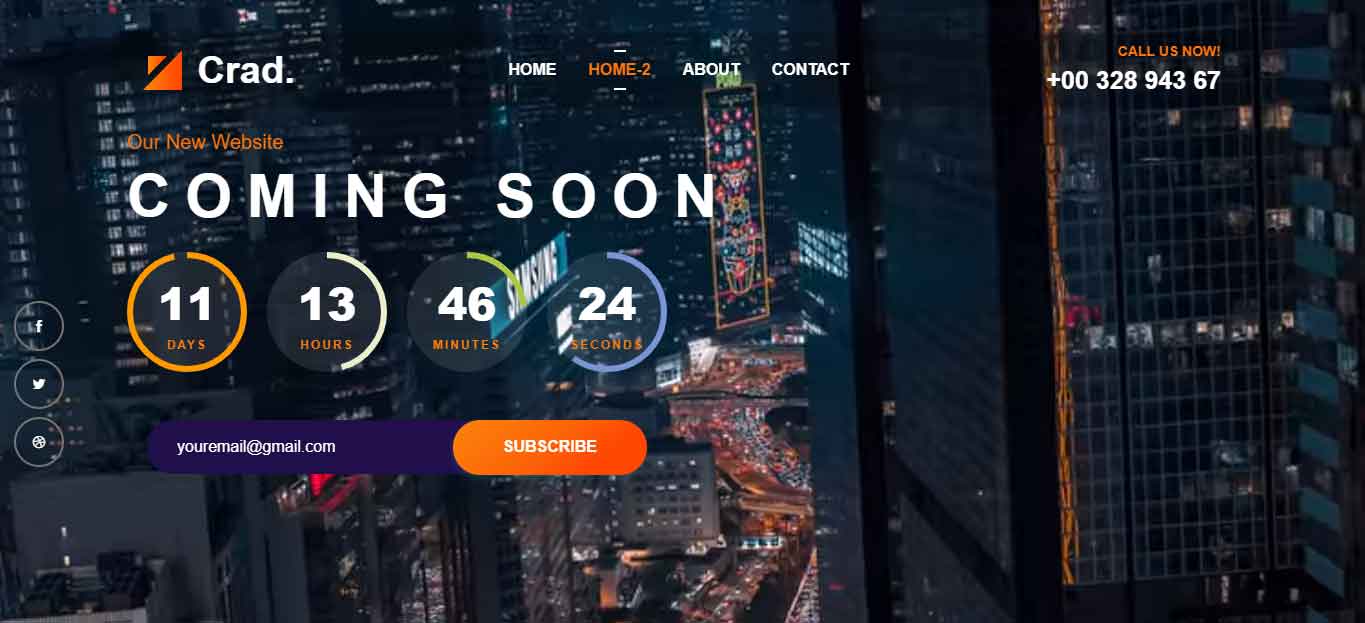 Crad.
HOME HOME-2 ABOUT CONTACT
CALL US NOW!
+00 328 943 67
Our New Website
COMING SOON
11 13 46 24
DAYS HOURS MINUTES SECONDS
SAMSUNG
youremail@gmail.com SUBSCRIBE